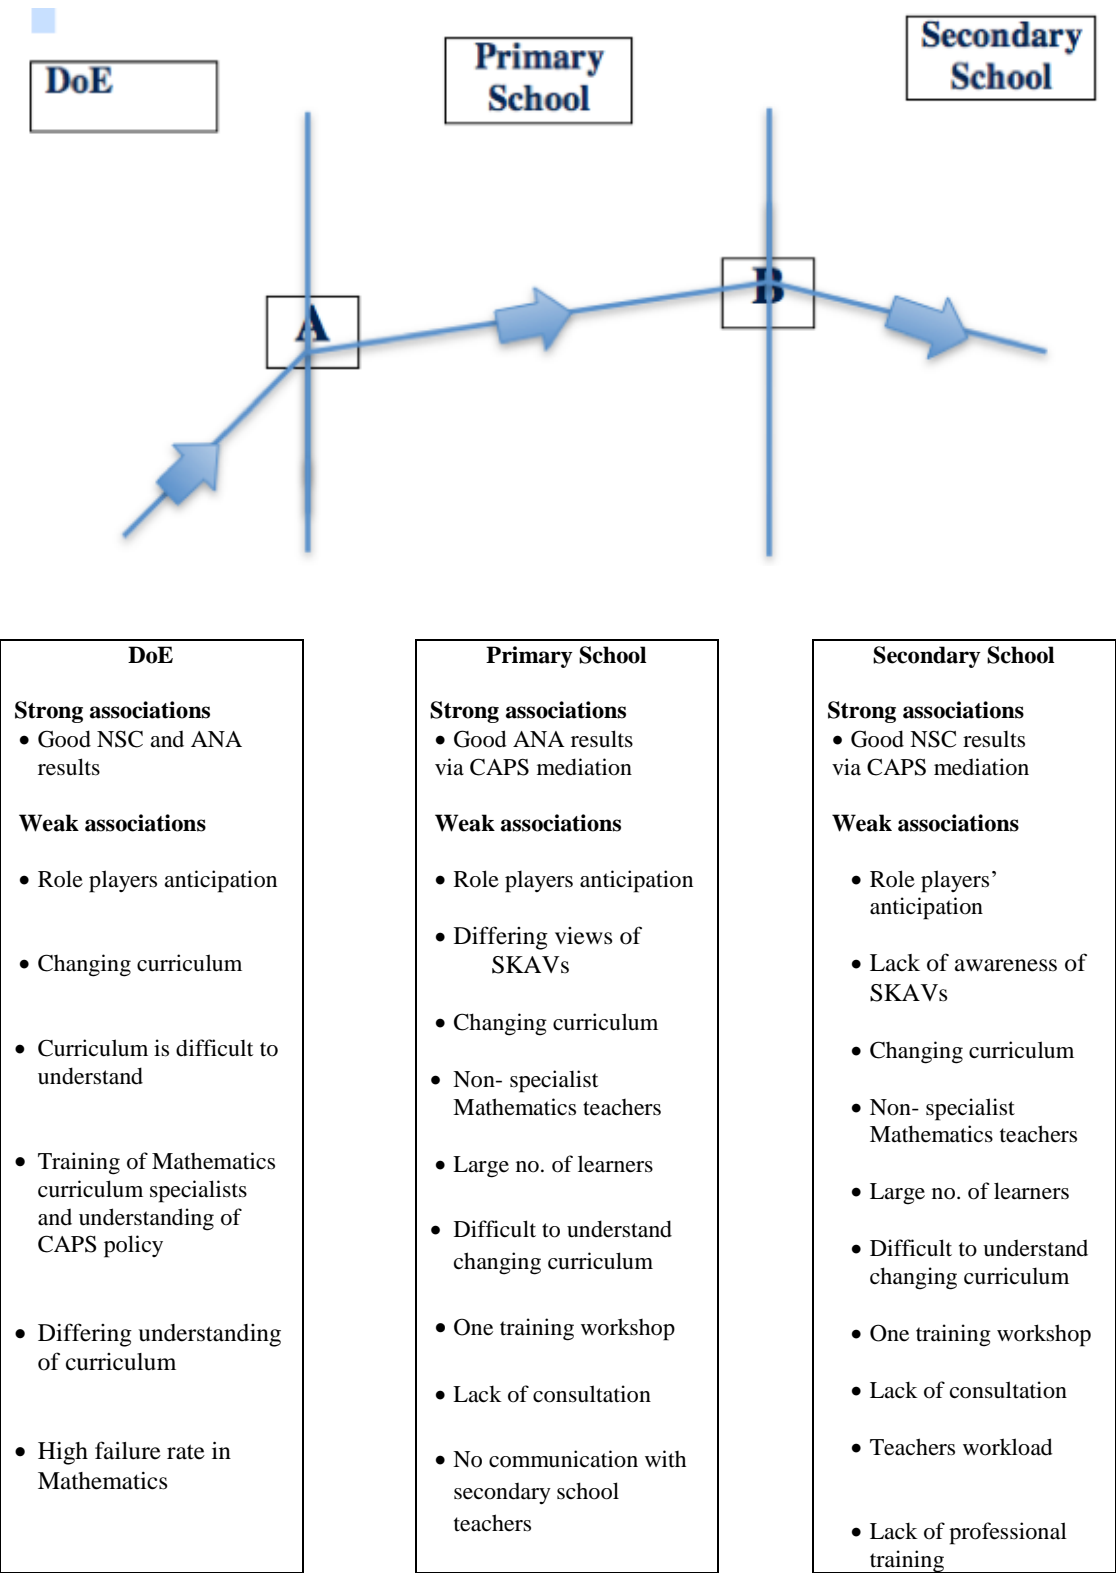 DoE
Primary
School
Secondary
School
A
B
DoE
Strong associations
• Good NSC and ANA
results
Weak associations
• Role players anticipation
• Changing curriculum
• Curriculum is difficult to
understand
• Training of Mathematics
curriculum specialists
and understanding of
CAPS policy
• Differing understanding
of curriculum
• High failure rate in
Mathematics
Primary School
Strong associations
• Good ANA results
via CAPS mediation
Weak associations
• Role players anticipation
• Differing views of
SKAVs
• Changing curriculum
• Non- specialist
Mathematics teachers
• Large no. of learners
• Difficult to understand
changing curriculum
• One training workshop
• Lack of consultation
• No communication with
secondary school
teachers
Secondary School
Strong associations
• Good NSC results
via CAPS mediation
Weak associations
• Role players’
anticipation
• Lack of awareness of
SKAVs
• Changing curriculum
• Non- specialist
Mathematics teachers
• Large no. of learners
• Difficult to understand
changing curriculum
• One training workshop
• Lack of consultation
• Teachers workload
• Lack of professional
training